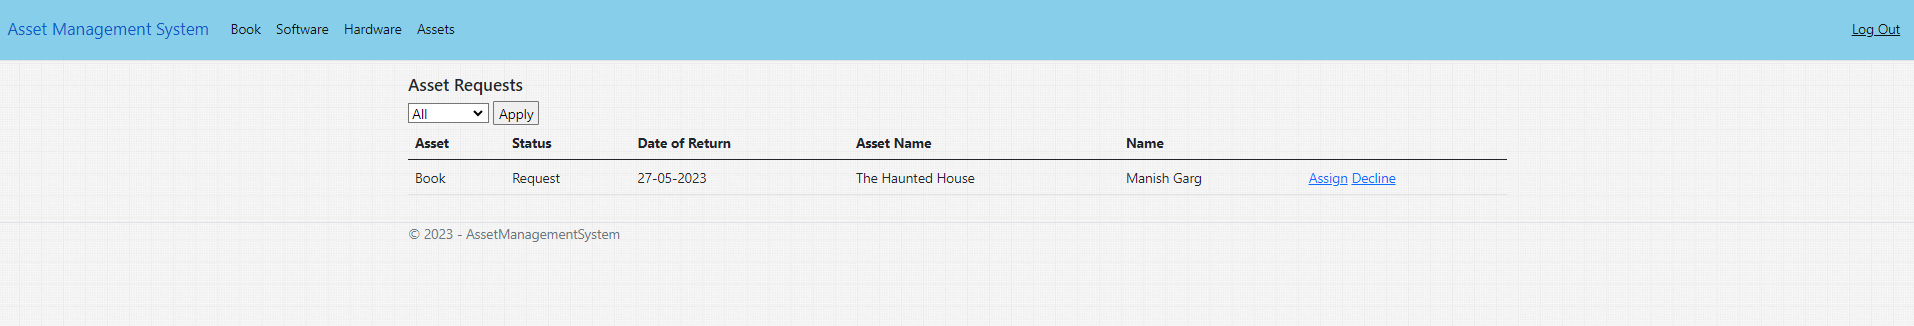 Asset Management System Book Software Hardware Assets Log Out
Asset Requests
All Apply
Asset Status Date of Return Asset Name Name
Book Request 27-05-2023 The Haunted House Manish Garg Assign Decline
© 2023 - AssetManagementSystem